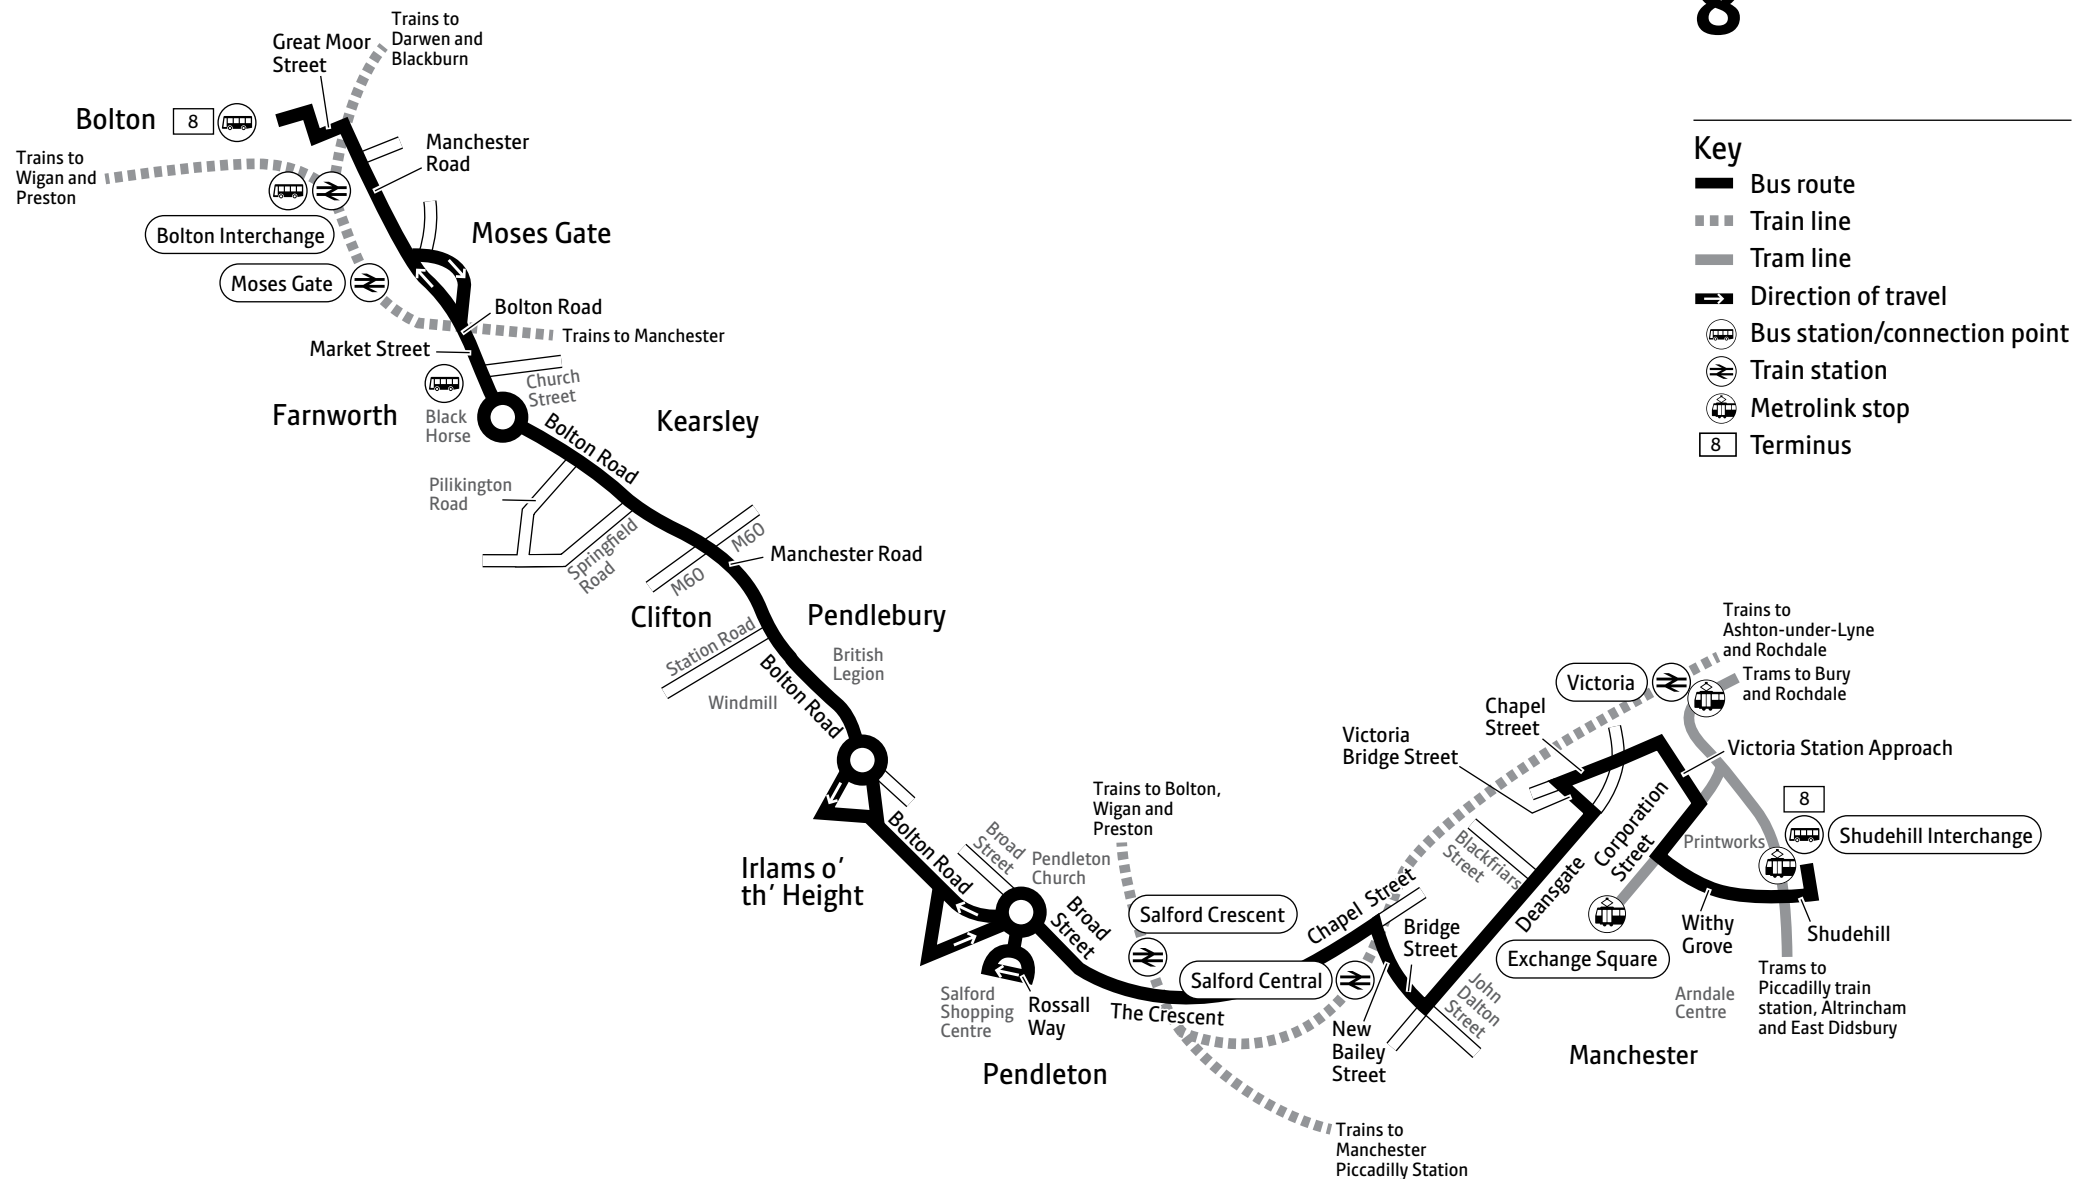 8
Key
Bus route
Train line
Tram line
Direction of travel
Bus station/connection point
Train station
Metrolink stop
8
Terminus
Trains to
Darwen and
Blackburn
Great Moor
Street
Bolton
8
Trains to
Wigan and
Preston
Manchester
Road
Bolton Interchange
Moses Gate
Moses Gate
Bolton Road
Trains to Manchester
Market Street
Church
Street
Farnworth
Black
Horse
Kearsley
Bolton Road
Pilikington
Road
Springfield
Road
M60
M60
Manchester Road
Clifton
Pendlebury
Station Road
British
Legion
Windmill
Bolton Road
Bolton Road
Irlams o’
th’ Height
Broad
Street
Pendleton
Church
Broad
Street
Salford
Shopping
Centre
Rossall
Way
Pendleton
Trains to Bolton,
Wigan and
Preston
Salford Crescent
The Crescent
Salford Central
Chapel Street
New
Bailey
Street
Bridge
Street
Trains to
Manchester
Piccadilly Station
John
Dalton
Street
Deansgate
Blackfriars
Street
Victoria
Bridge Street
Chapel
Street
Victoria
Trains to
Ashton-under-Lyne
and Rochdale
Trams to Bury
and Rochdale
Victoria Station Approach
Corporation
Street
Printworks
8
Shudehill Interchange
Exchange Square
Withy
Grove
Shudehill
Arndale
Centre
Trams to
Piccadilly train
station, Altrincham
and East Didsbury
Manchester